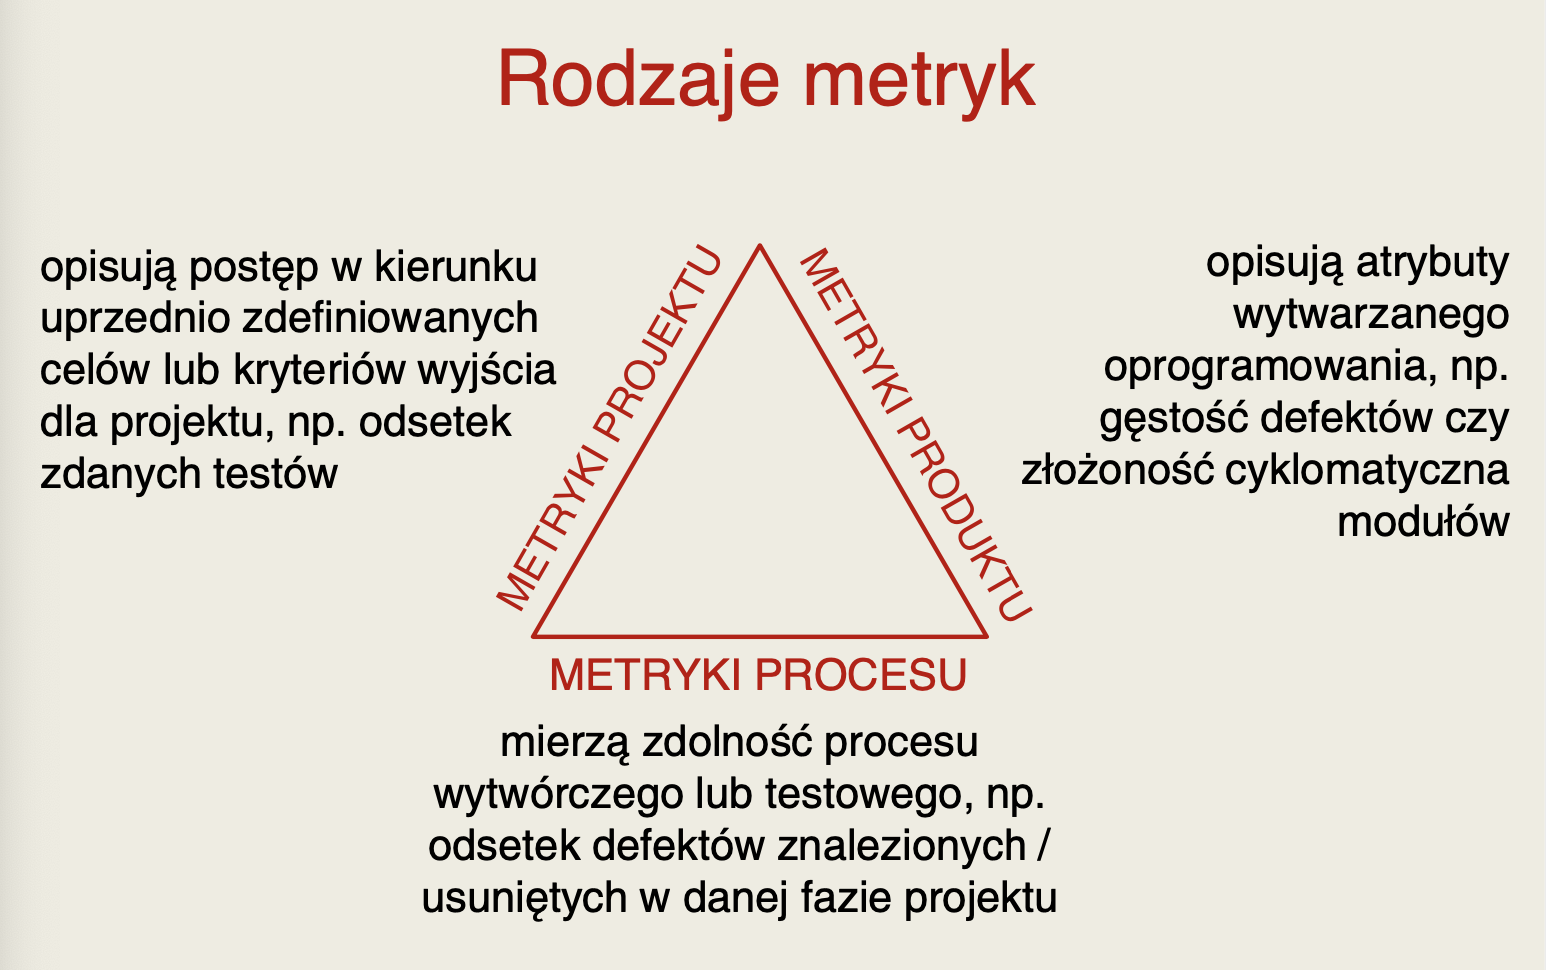 Rodzaje metryk
opisują postęp w kierunku
uprzednio zdefiniowanych
celów lub kryteriów wyjścia
dla projektu, np. odsetek
zdanych testów
METRYKI PROJEKTU
METRYKI PRODUKTU
opisują atrybuty
wytwarzanego
oprogramowania, np.
gęstość defektów czy
złożoność cyklomatyczna
modułów
METRYKI PROCESU
mierzą zdolność procesu
wytwórczego lub testowego, np.
odsetek defektów znalezionych /
usuniętych w danej fazie projektu